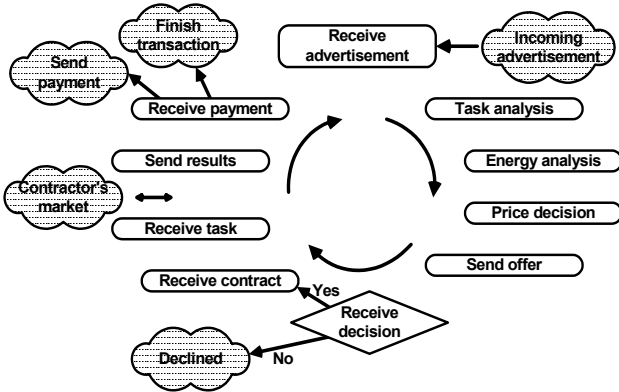 Finish
transaction
Receive
advertisement
Incoming
advertisement
Send
payment
Receive payment
Task analysis
Send results
Energy analysis
Contractor's
market
Receive task
Price decision
Send offer
Receive contract
Yes
Receive
decision
No
Declined